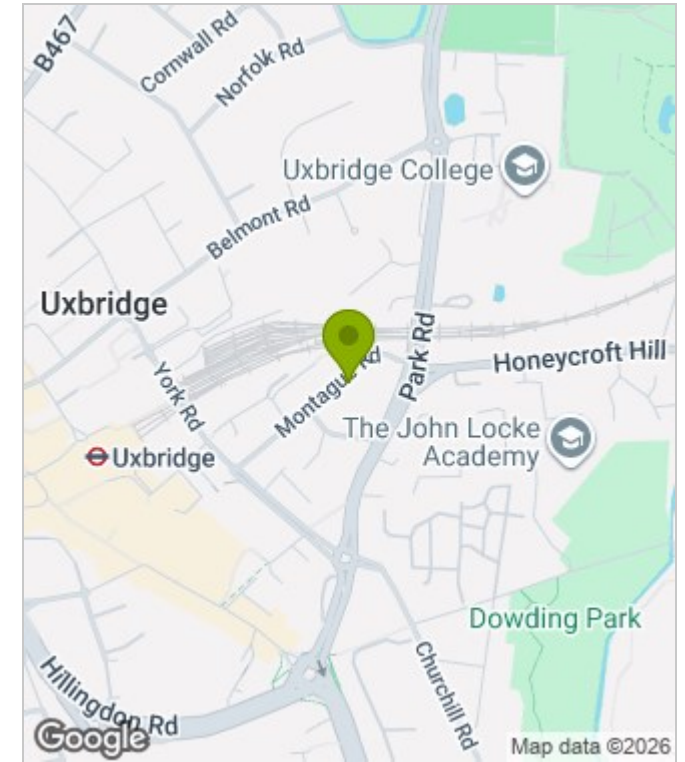 B467
Cornwall Rd
Norfolk Rd
Uxbridge College
Belmont Rd
Uxbridge
Park Rd
Montague Rd
Honeycroft Hill
York Rd
The John Locke
Academy
Uxbridge
Dowding Park
Churchill Rd
Hillingdon Rd
Google
Map data ©2026